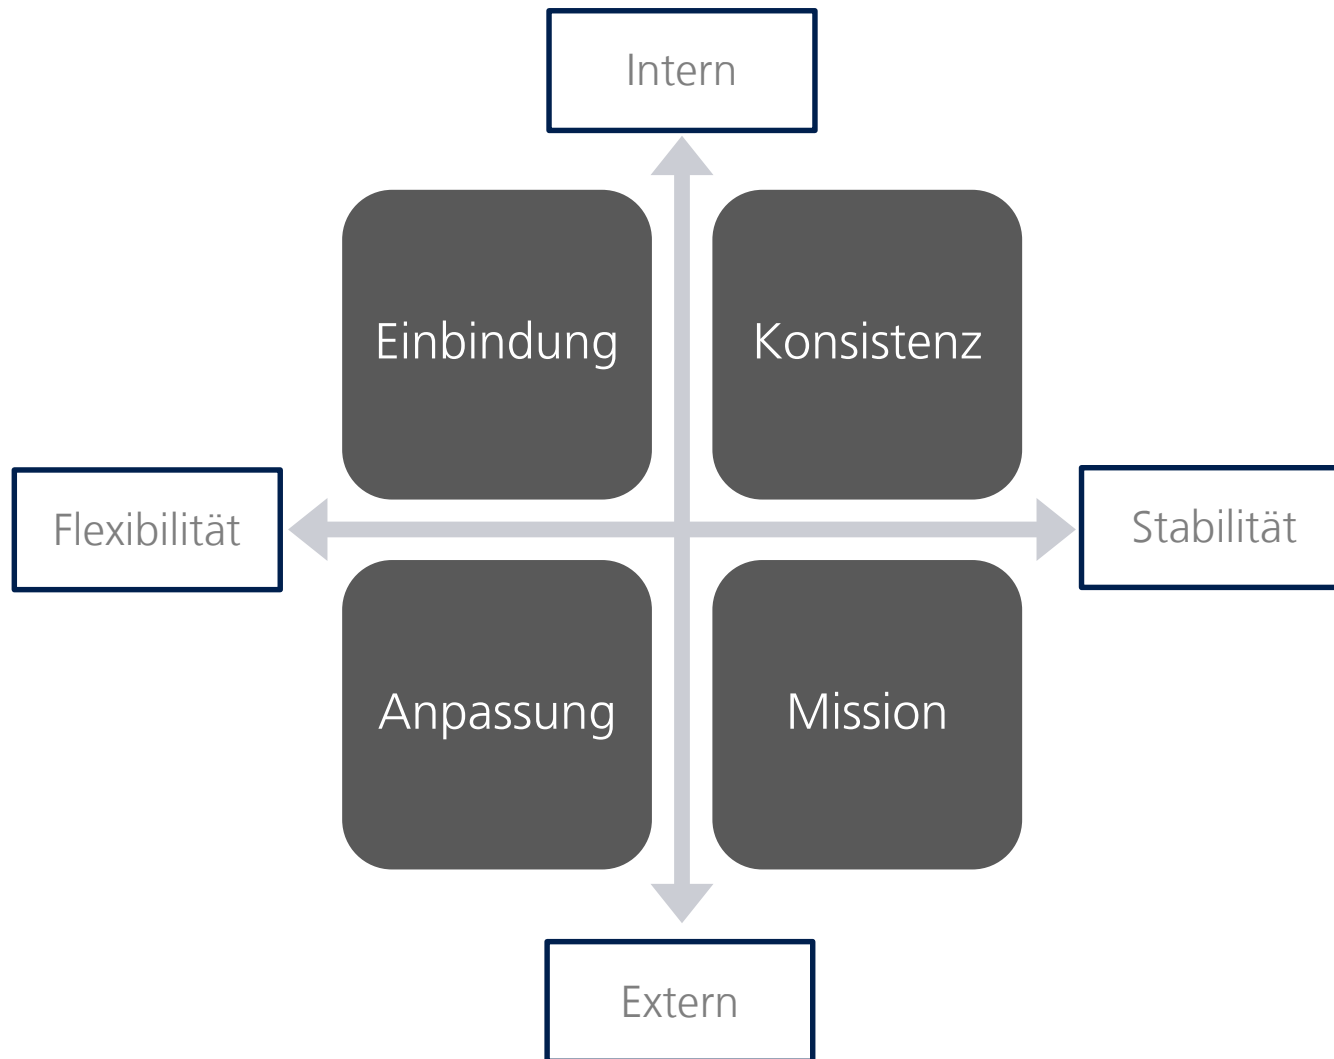 Intern
Einbindung
Konsistenz
Flexibilität
Stabilität
Anpassung
Mission
Extern